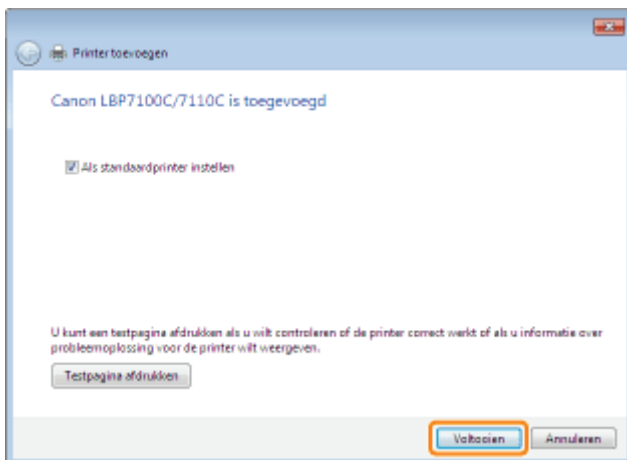 Printer toevoegen
Canon LBP7100C/7110C is toegevoegd
Als standaardprinter instellen
U kunt een testpagina afdrukken als u wilt controleren of de printer correct werkt of als u informatie over
probleemoplossing voor de printer wilt weergeven.
Testpagina afdrukken
Voltooien Annuleren